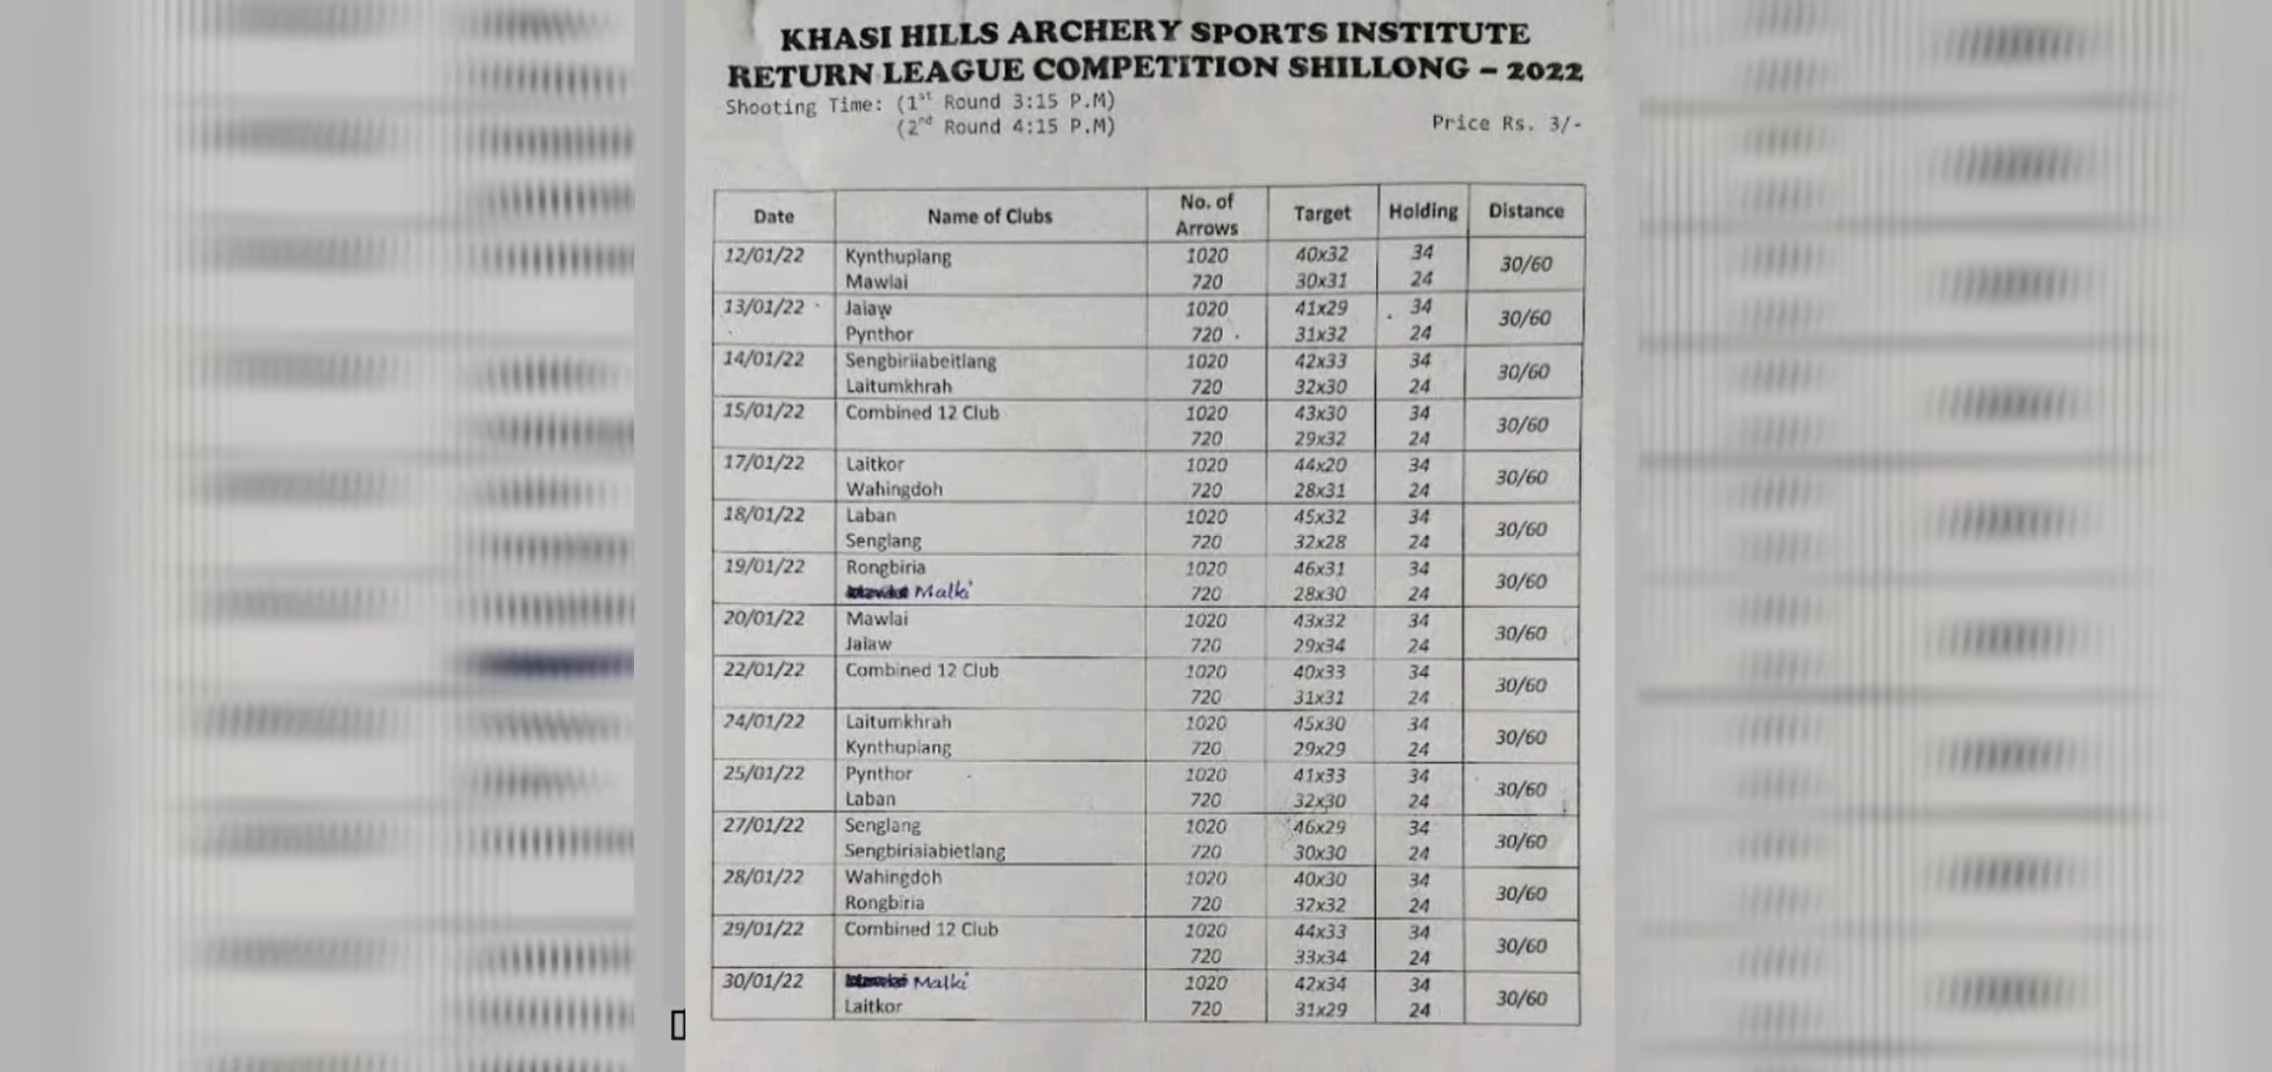 KHASI HILLS ARCHERY SPORTS INSTITUTE
RETURN LEAGUE COMPETITION SHILLONG – 2022
Shooting Time: (1st Round 3:15 P.M)
(2nd Round 4:15 P.M) Price Rs. 3/-
Date Name of Clubs No. of Arrows Target Holding Distance
12/01/22 Kynthuplang 1020 40x32 34 30/60
Mawlai 720 30x31 24
13/01/22 Jaiaw 1020 41x29 34 30/60
Pynthor 720 31x32 24
14/01/22 Sengbiriiabeitlang 1020 42x33 34 30/60
Laitumkhrah 720 32x30 24
15/01/22 Combined 12 Club 1020 43x30 34 30/60
720 29x32 24
17/01/22 Laitkor 1020 44x20 34 30/60
Wahingdoh 720 28x31 24
18/01/22 Laban 1020 45x32 34 30/60
Senglang 720 32x28 24
19/01/22 Rongbiria 1020 46x31 34 30/60
Malki 720 28x30 24
20/01/22 Mawlai 1020 43x32 34 30/60
Jaiaw 720 29x34 24
22/01/22 Combined 12 Club 1020 40x33 34 30/60
720 31x31 24
24/01/22 Laitumkhrah 1020 45x30 34 30/60
Kynthuplang 720 29x29 24
25/01/22 Pynthor 1020 41x33 34 30/60
Laban 720 32x30 24
27/01/22 Senglang 1020 46x29 34 30/60
Sengbiriaiabietlang 720 30x30 24
28/01/22 Wahingdoh 1020 40x30 34 30/60
Rongbiria 720 32x32 24
29/01/22 Combined 12 Club 1020 44x33 34 30/60
720 33x34 24
30/01/22 Malki 1020 42x34 34 30/60
Laitkor 720 31x29 24